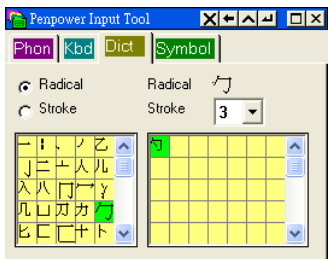 Penpower Input Tool
Phon Kbd Dict Symbol
Radical Radical 勹
Stroke Stroke 3
一 丨 丶 丿 乙 勺
亅 二 亠 人 儿
入 八 冂 冖 冫
几 凵 刀 力 勹
匕 匚 匸 十 卜